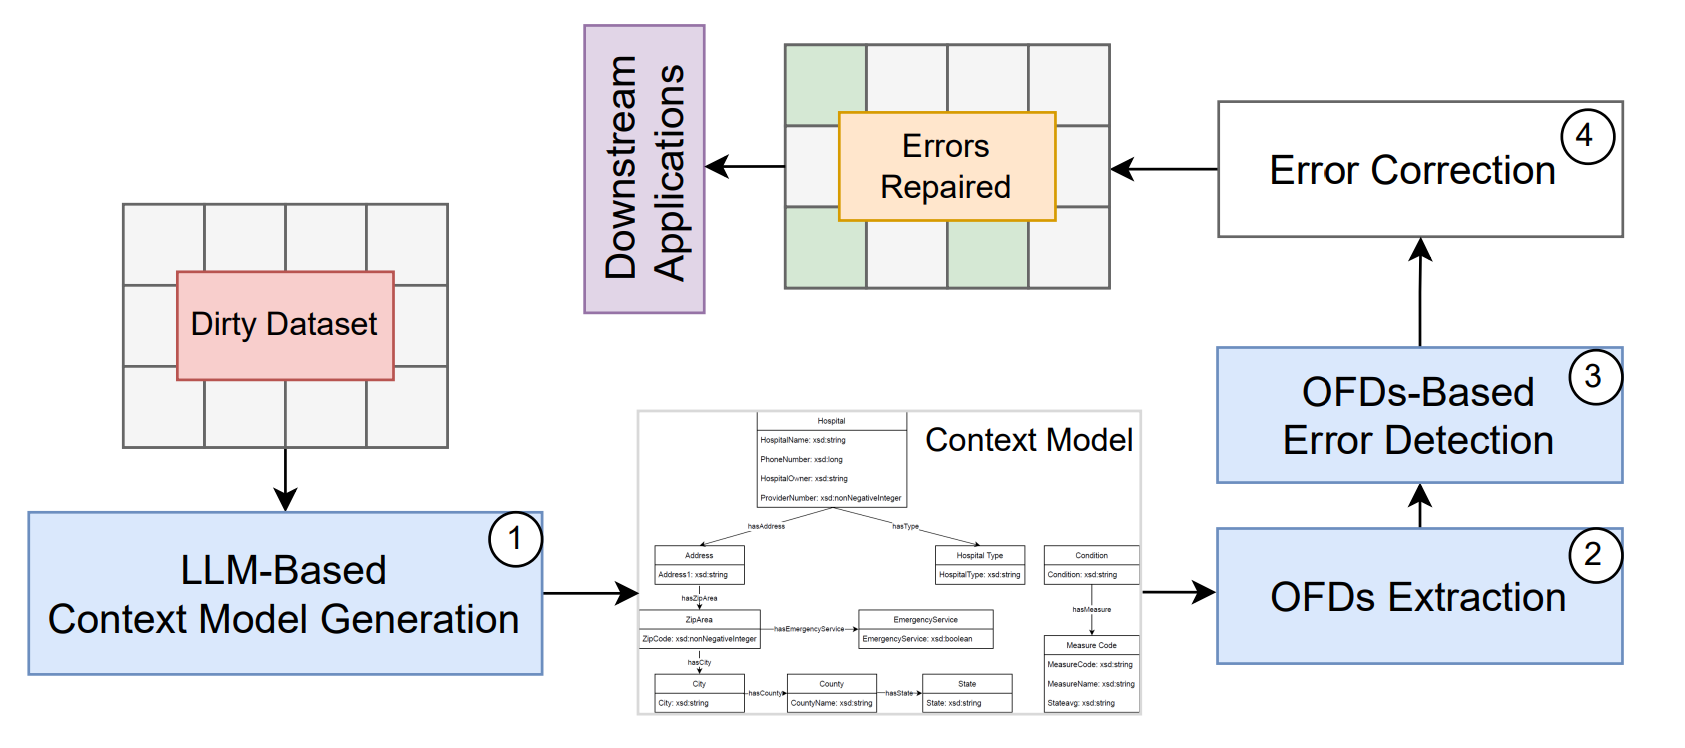 Dirty Dataset
1
LLM-Based
Context Model Generation
Context Model
Hospital
HospitalName: xsd:string
PhoneNumber: xsd:long
HospitalOwner: xsd:string
ProviderNumber: xsd:nonNegativeInteger
hasAddress
hasType
Address
Address1: xsd:string
Hospital Type
HospitalType: xsd:string
Condition
Condition: xsd:string
hasZipArea
hasMeasure
ZipArea
ZipCode: xsd:nonNegativeInteger
hasEmergencyService
EmergencyService
EmergencyService: xsd:boolean
Measure Code
MeasureCode: xsd:string
MeasureName: xsd:string
Stateavg: xsd:string
hasCity
City
City: xsd:string
hasCounty
County
CountyName: xsd:string
hasState
State
State: xsd:string
2
OFDs Extraction
3
OFDs-Based
Error Detection
4
Error Correction
Errors
Repaired
Downstream
Applications